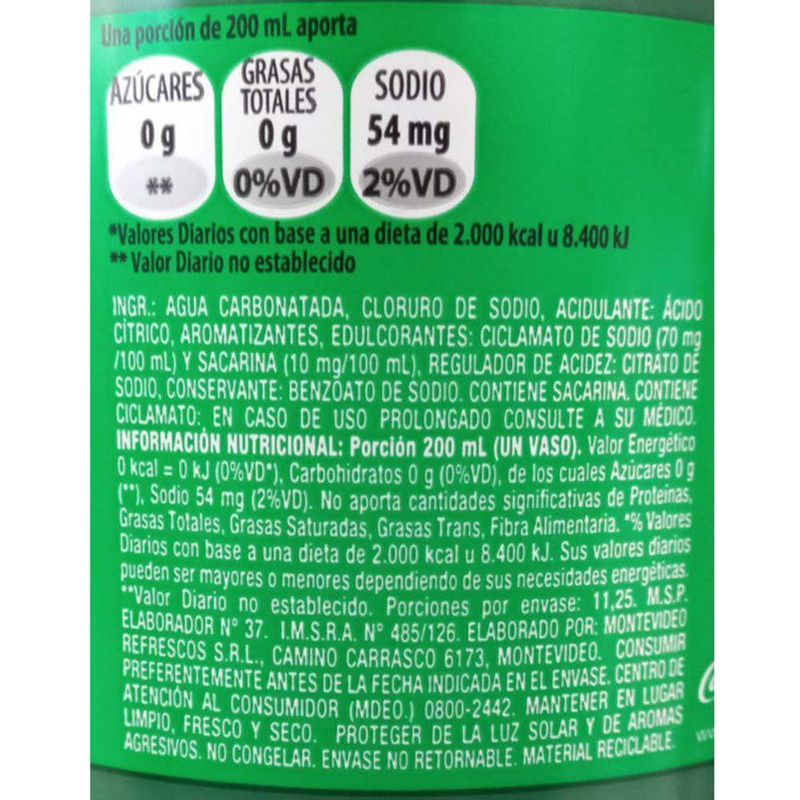 Una porción de 200 mL aporta
AZÚCARES
0 g
**
GRASAS
TOTALES
0 g
0%VD
SODIO
54 mg
2%VD
*Valores Diarios con base a una dieta de 2.000 kcal u 8.400 kJ
** Valor Diario no establecido
INGR.: AGUA CARBONATADA, CLORURO DE SODIO, ACIDULANTE: ÁCIDO
CÍTRICO, AROMATIZANTES, EDULCORANTES: CICLAMATO DE SODIO (70 mg
/100 mL) Y SACARINA (10 mg/100 mL), REGULADOR DE ACIDEZ: CITRATO DE
SODIO, CONSERVANTE: BENZOATO DE SODIO. CONTIENE SACARINA. CONTIENE
CICLAMATO: EN CASO DE USO PROLONGADO CONSULTE A SU MÉDICO.
INFORMACIÓN NUTRICIONAL: Porción 200 mL (UN VASO). Valor Energético
0 kcal = 0 kJ (0%VD*), Carbohidratos 0 g (0%VD), de los cuales Azúcares 0 g
(**), Sodio 54 mg (2%VD). No aporta cantidades significativas de Proteínas,
Grasas Totales, Grasas Saturadas, Grasas Trans, Fibra Alimentaria. *% Valores
Diarios con base a una dieta de 2.000 kcal u 8.400 kJ. Sus valores diarios
pueden ser mayores o menores dependiendo de sus necesidades energéticas.
**Valor Diario no establecido. Porciones por envase: 11,25. M.S.P.
ELABORADOR N° 37. I.M.S.R.A. N° 485/126. ELABORADO POR: MONTEVIDEO
REFRESCOS S.R.L., CAMINO CARRASCO 6173, MONTEVIDEO. CONSUMIR
PREFERENTEMENTE ANTES DE LA FECHA INDICADA EN EL ENVASE. CENTRO DE
ATENCIÓN AL CONSUMIDOR (MDEO.) 0800-2442. MANTENER EN LUGAR
LIMPIO, FRESCO Y SECO. PROTEGER DE LA LUZ SOLAR Y DE AROMAS
AGRESIVOS. NO CONGELAR. ENVASE NO RETORNABLE. MATERIAL RECICLABLE.